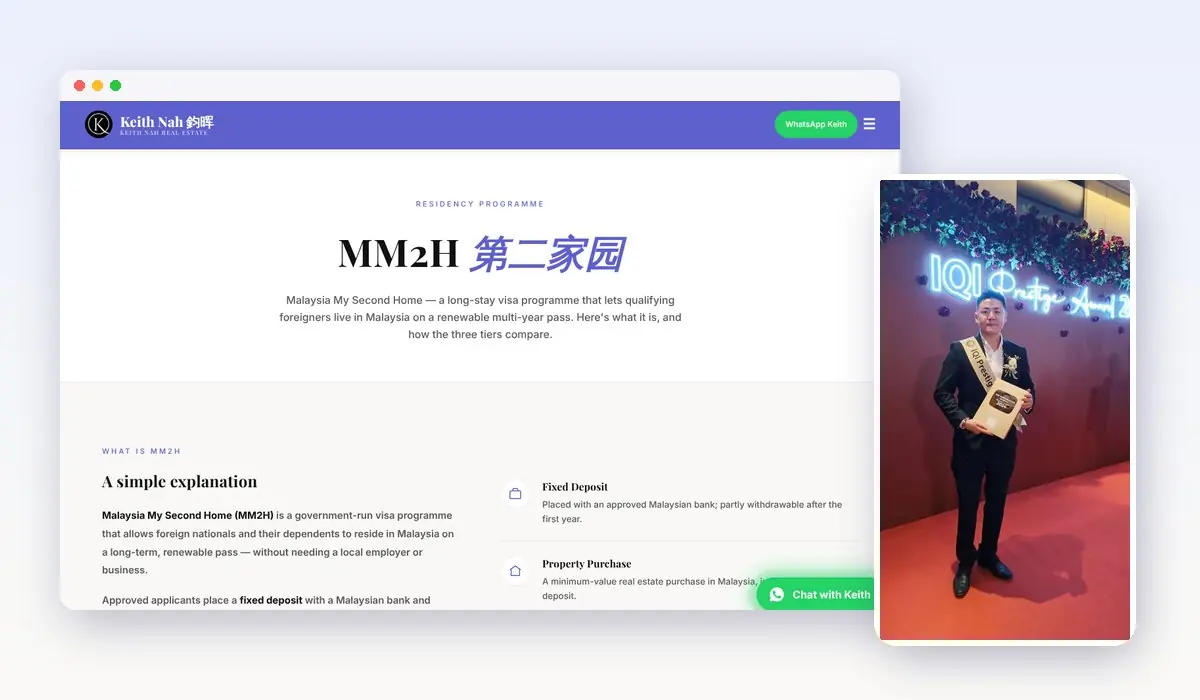 Keith Nah 鈞晖
KEITH NAH REAL ESTATE
WhatsApp Keith
RESIDENCY PROGRAMME
MM2H 第二家园
Malaysia My Second Home — a long-stay visa programme that lets qualifying
foreigners live in Malaysia on a renewable multi-year pass. Here's what it is, and
how the three tiers compare.
WHAT IS MM2H
A simple explanation
Malaysia My Second Home (MM2H) is a government-run visa programme
that allows foreign nationals and their dependents to reside in Malaysia on
a long-term, renewable pass — without needing a local employer or
business.
Approved applicants place a fixed deposit with a Malaysian bank and
Fixed Deposit
Placed with an approved Malaysian bank; partly withdrawable after the
first year.
Property Purchase
A minimum-value real estate purchase in Malaysia,
deposit.
Chat with Keith
IQI Prestige Award
IQI Prestig